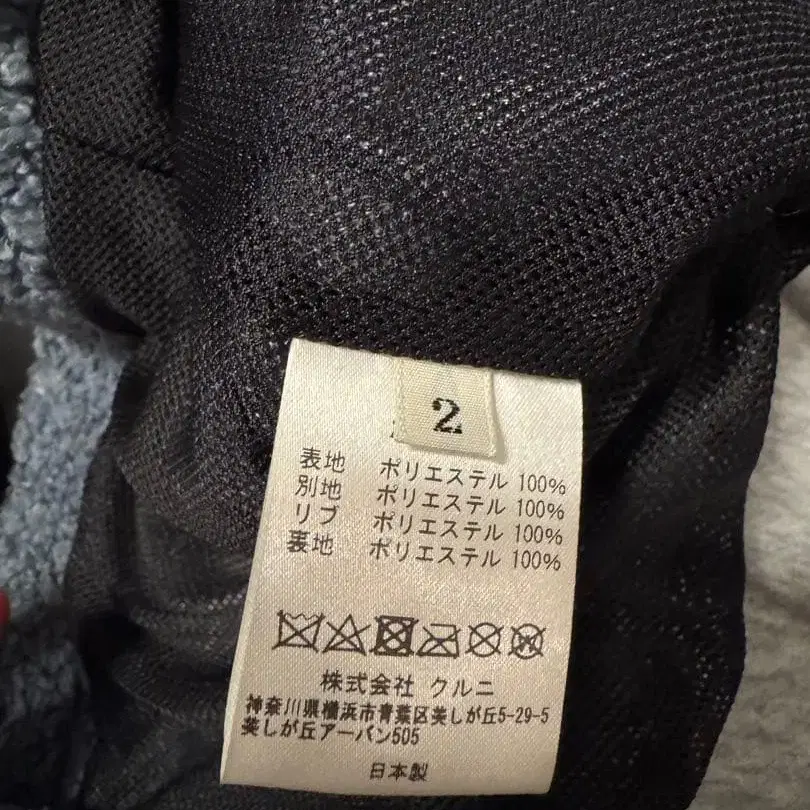 2
表地 ポリエステル 100%
別地 ポリエステル 100%
リブ ポリエステル 100%
裏地 ポリエステル 100%
株式会社 クルニ
神奈川県横浜市青葉区美しが丘5-29-5
美しが丘アーバン505
日本製